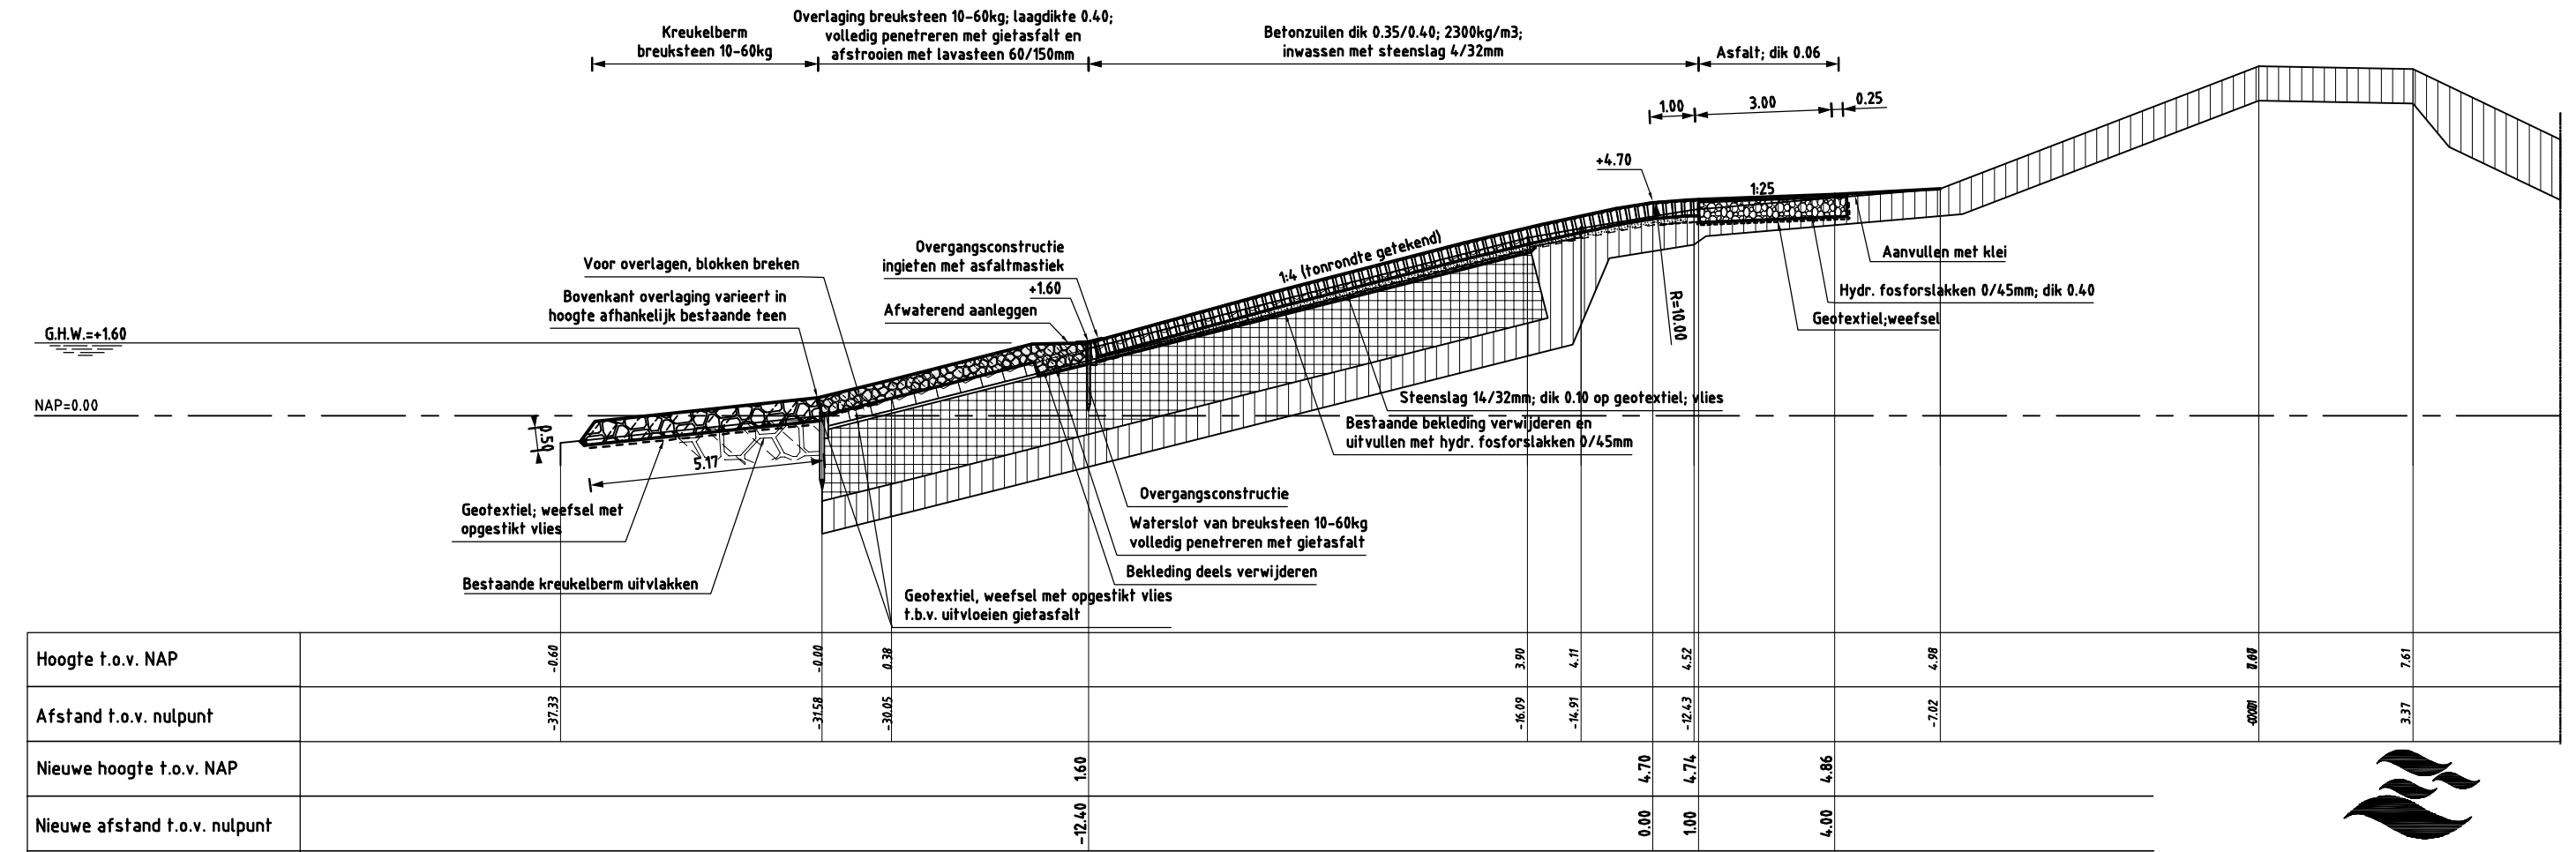 Kreukelberm
breuksteen 10-60kg
Overlaging breuksteen 10-60kg; laagdikte 0.40;
volledig penetreren met gietasfalt en
afstrooien met lavasteen 60/150mm
Betonzuilen dik 0.35/0.40; 2300kg/m3;
inwassen met steenslag 4/32mm
Asfalt; dik 0.06
1.00
3.00
0.25
+4.70
1:25
1:4 (tonrondte getekend)
R=10.00
Overgangsconstructie
ingieten met asfaltmastiek
+1.60
Voor overlagen, blokken breken
Bovenkant overlaging varieert in
hoogte afhankelijk bestaande teen
Afwaterend aanleggen
Aanvullen met klei
Hydr. fosforslakken 0/45mm; dik 0.40
Geotextiel;weefsel
G.H.W.=+1.60
NAP=0.00
0.50
5.17
Steenslag 14/32mm; dik 0.10 op geotextiel; vlies
Bestaande bekleding verwijderen en
uitvullen met hydr. fosforslakken 0/45mm
Overgangsconstructie
Waterslot van breuksteen 10-60kg
volledig penetreren met gietasfalt
Bekleding deels verwijderen
Geotextiel; weefsel met
opgestikt vlies
Bestaande kreukelberm uitvlakken
Geotextiel, weefsel met opgestikt vlies
t.b.v. uitvloeien gietasfalt
Hoogte t.o.v. NAP -0.60 -0.00 0.38 3.90 4.11 4.52 4.98 7.61
Afstand t.o.v. nulpunt -37.33 -31.58 -30.05 -16.09 -14.91 -12.43 -7.02 3.37
Nieuwe hoogte t.o.v. NAP 1.60 4.70 4.74 4.86
Nieuwe afstand t.o.v. nulpunt -12.40 0.00 1.00 4.00